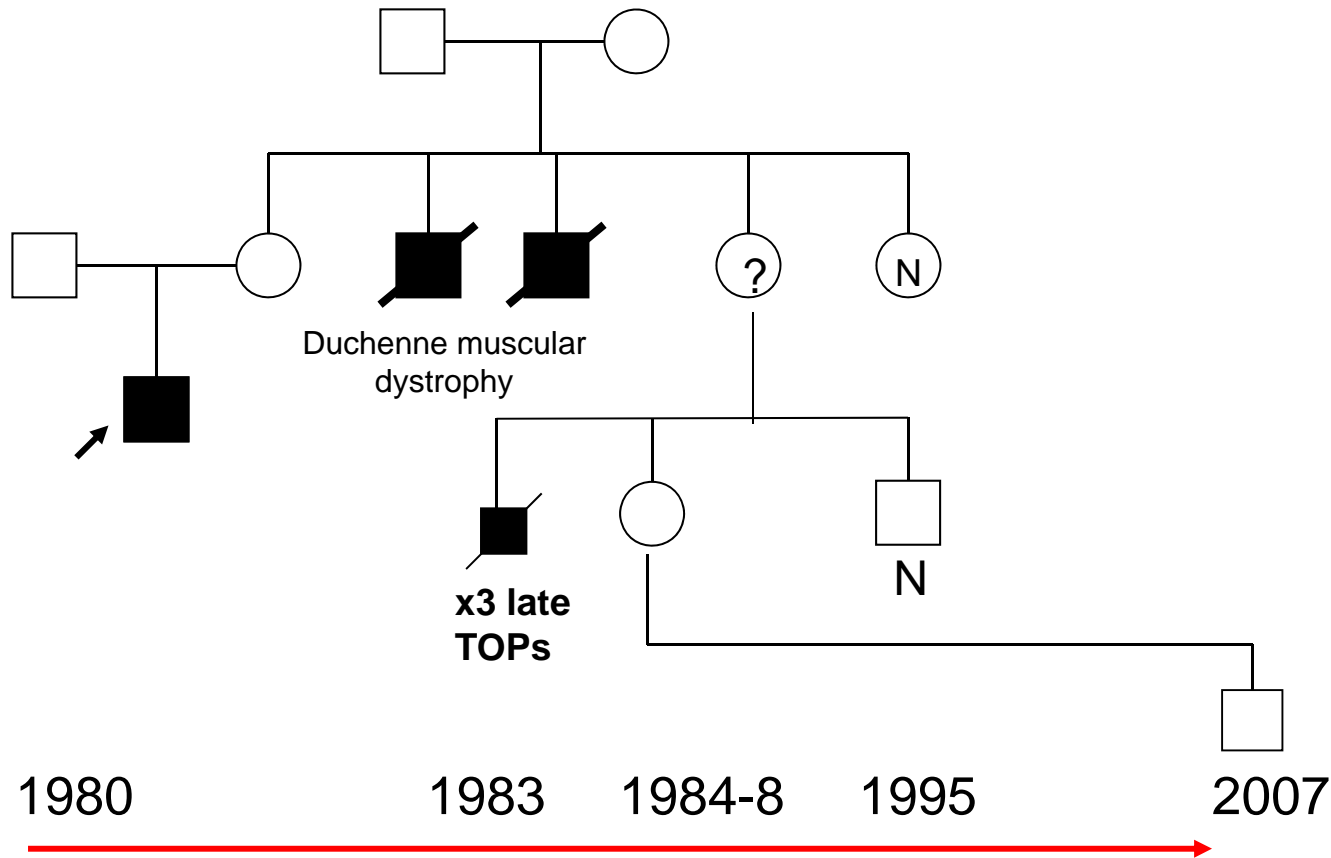 ?
N
Duchenne muscular
dystrophy
N
x3 late
TOPs
1980 1983 1984-8 1995 2007